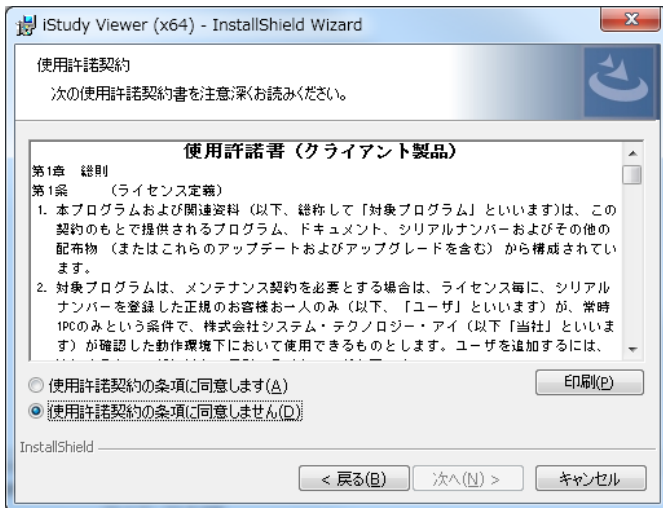 iStudy Viewer (x64) - InstallShield Wizard
使用許諾契約
次の使用許諾契約書を注意深くお読みください。
使用許諾書（クライアント製品）
第1章 総則
第1条 （ライセンス定義）
1. 本プログラムおよび関連資料（以下、総称して「対象プログラム」といいます)は、この
契約のもとで提供されるプログラム、ドキュメント、シリアルナンバーおよびその他の
配布物（またはこれらのアップデートおよびアップグレードを含む）から構成されてい
ます。
2. 対象プログラムは、メンテナンス契約を必要とする場合は、ライセンス毎に、シリアル
ナンバーを登録した正規のお客様お一人のみ（以下、「ユーザ」といいます）が、常時
1PCのみという条件で、株式会社システム・テクノロジー・アイ（以下「当社」といいま
す）が確認した動作環境下において使用できるものとします。ユーザを追加するには、
使用許諾契約の条項に同意します(A)
印刷(P)
使用許諾契約の条項に同意しません(D)
InstallShield
< 戻る(B)
次へ(N) >
キャンセル